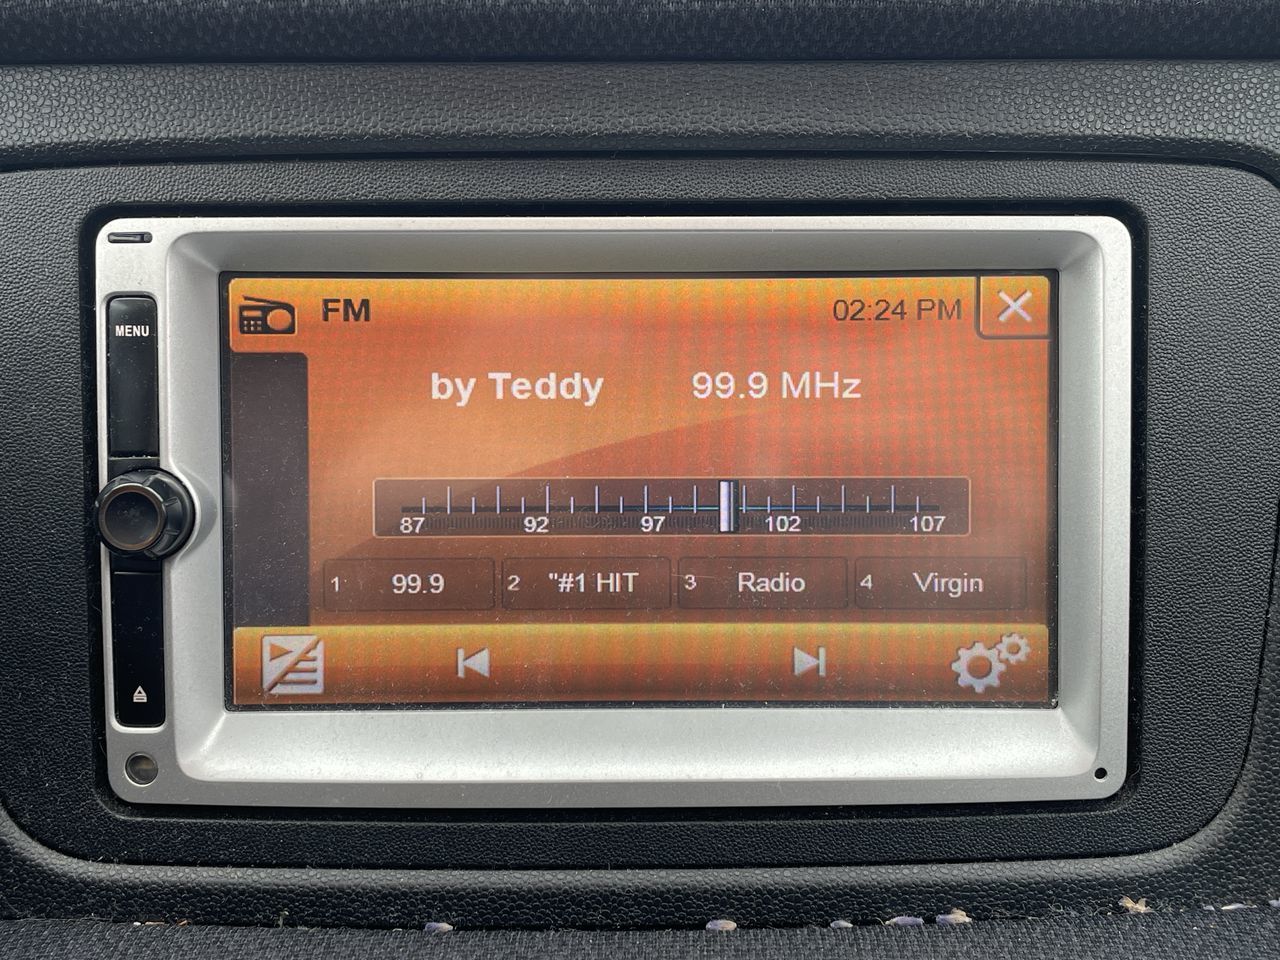 MENU
FM 02:24 PM
by Teddy 99.9 MHz
87 92 97 102 107
1 99.9 2 "#1 HIT 3 Radio 4 Virgin